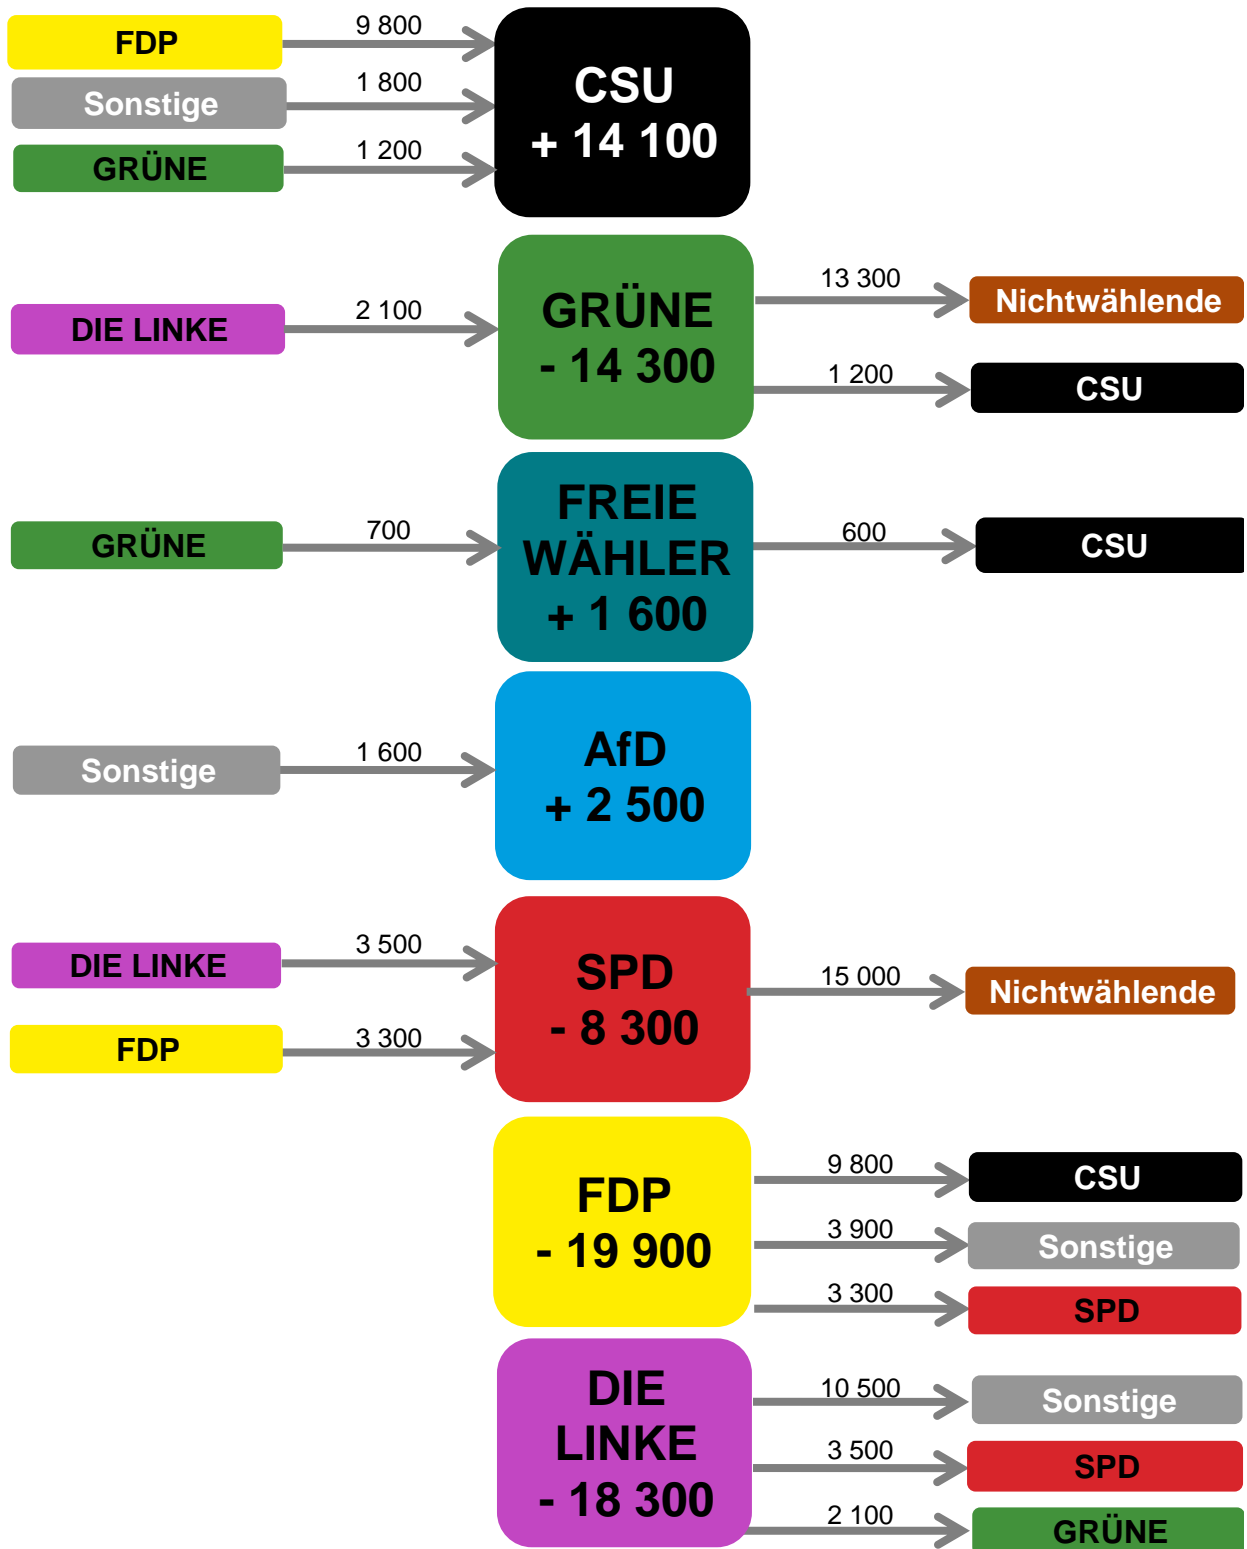 FDP
9 800
Sonstige
1 800
GRÜNE
1 200
CSU
+ 14 100
DIE LINKE
2 100
GRÜNE
- 14 300
13 300
Nichtwählende
1 200
CSU
GRÜNE
700
FREIE
WÄHLER
+ 1 600
600
CSU
Sonstige
1 600
AfD
+ 2 500
DIE LINKE
3 500
FDP
3 300
SPD
- 8 300
15 000
Nichtwählende
FDP
- 19 900
9 800
CSU
3 900
Sonstige
3 300
SPD
DIE
LINKE
- 18 300
10 500
Sonstige
3 500
SPD
2 100
GRÜNE